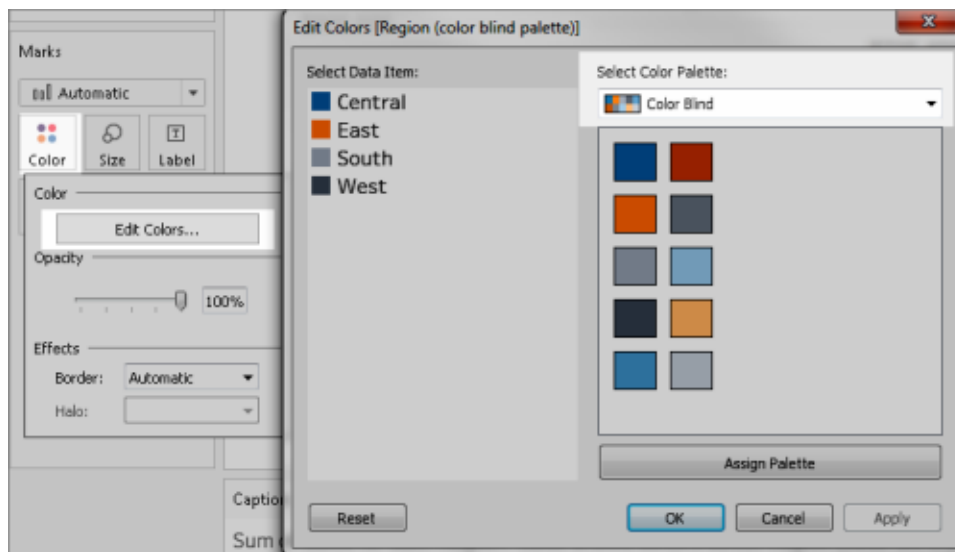 Marks
Automatic
Color
Size
Label
Color
Edit Colors...
Opacity
100%
Effects
Border:
Automatic
Halo:
Edit Colors [Region (color blind palette)]
Select Data Item:
Central
East
South
West
Select Color Palette:
Color Blind
Assign Palette
Reset
OK
Cancel
Apply
Sum